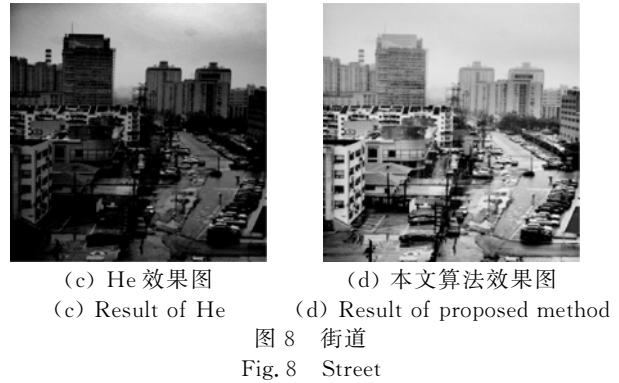 (c) He 效果图
(d) 本文算法效果图
(c) Result of He
(d) Result of proposed method
图 8 街道
Fig. 8 Street